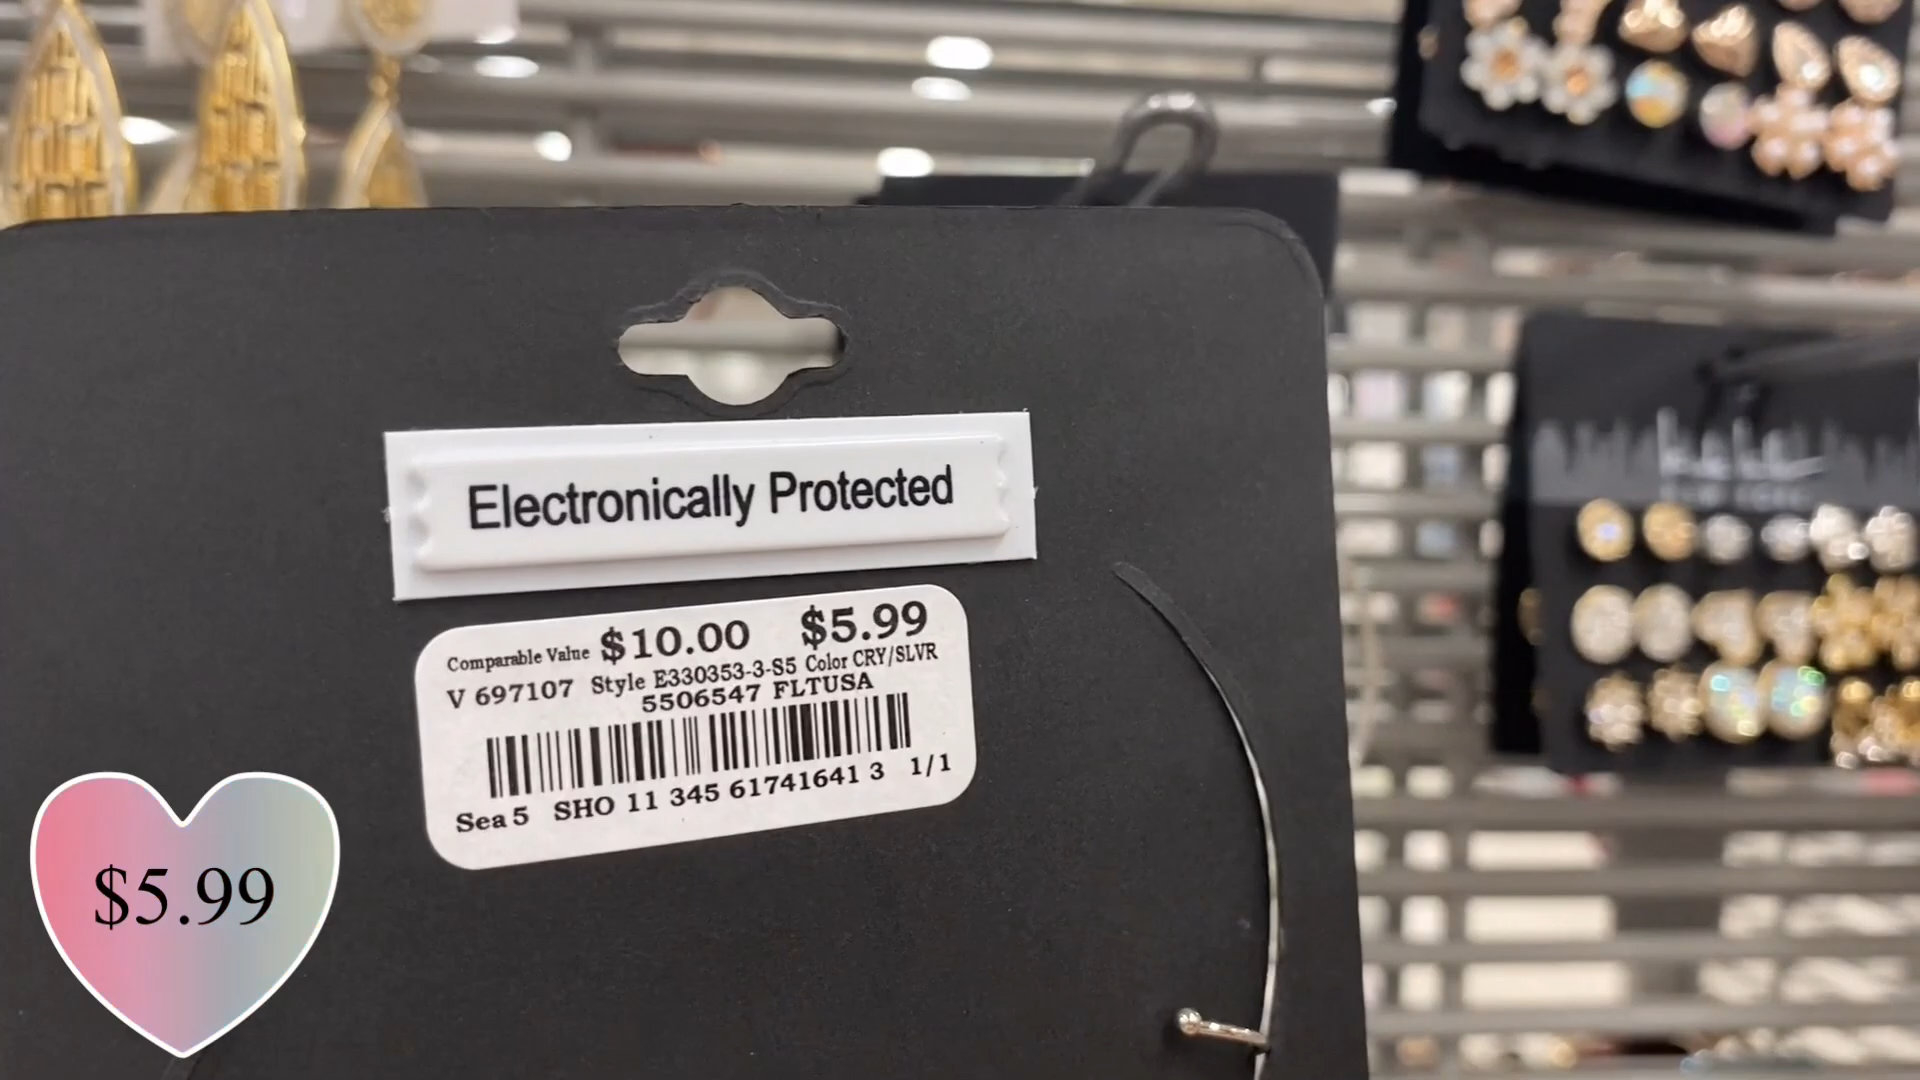 Electronically Protected
Comparable Value $10.00 $5.99
V 697107 Style E330353-3-S5 Color CRY/SLVR
5506547 FLTUSA
Sea 5 SHO 11 345 61741641 3 1/1
$5.99